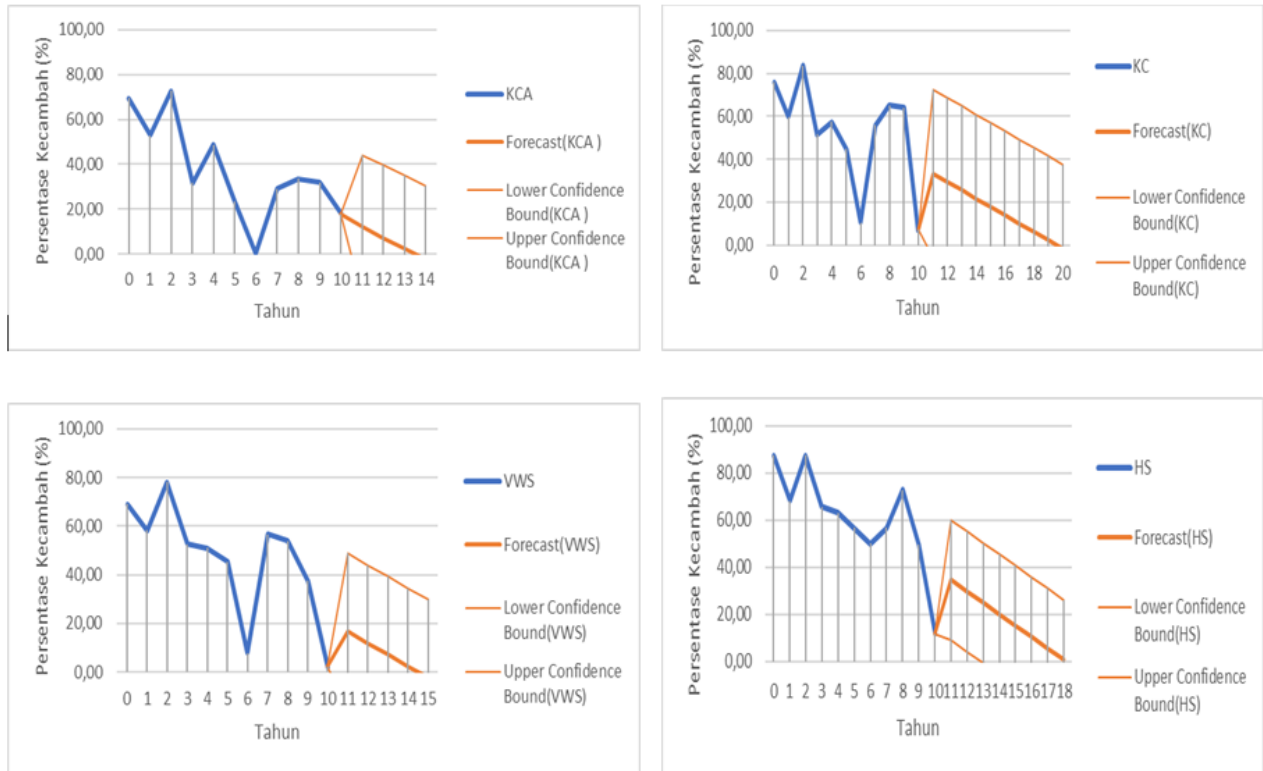 100,00
80,00
60,00
40,00
20,00
0,00
Persentase Kecambah (%)
0 1 2 3 4 5 6 7 8 9 10 11 12 13 14
Tahun
KCA
Forecast(KCA )
Lower Confidence
Bound(KCA )
Upper Confidence
Bound(KCA )
100,00
80,00
60,00
40,00
20,00
0,00
Persentase Kecambah (%)
0 2 4 6 8 10 12 14 16 18 20
Tahun
KC
Forecast(KC)
Lower Confidence
Bound(KC)
Upper Confidence
Bound(KC)
100,00
80,00
60,00
40,00
20,00
0,00
Persentase Kecambah (%)
0 1 2 3 4 5 6 7 8 9 10 11 12 13 14 15
Tahun
VWS
Forecast(VWS)
Lower Confidence
Bound(VWS)
Upper Confidence
Bound(VWS)
100,00
80,00
60,00
40,00
20,00
0,00
Persentase Kecambah (%)
0 1 2 3 4 5 6 7 8 9 10 11 12 13 14 15 16 17 18
Tahun
HS
Forecast(HS)
Lower Confidence
Bound(HS)
Upper Confidence
Bound(HS)